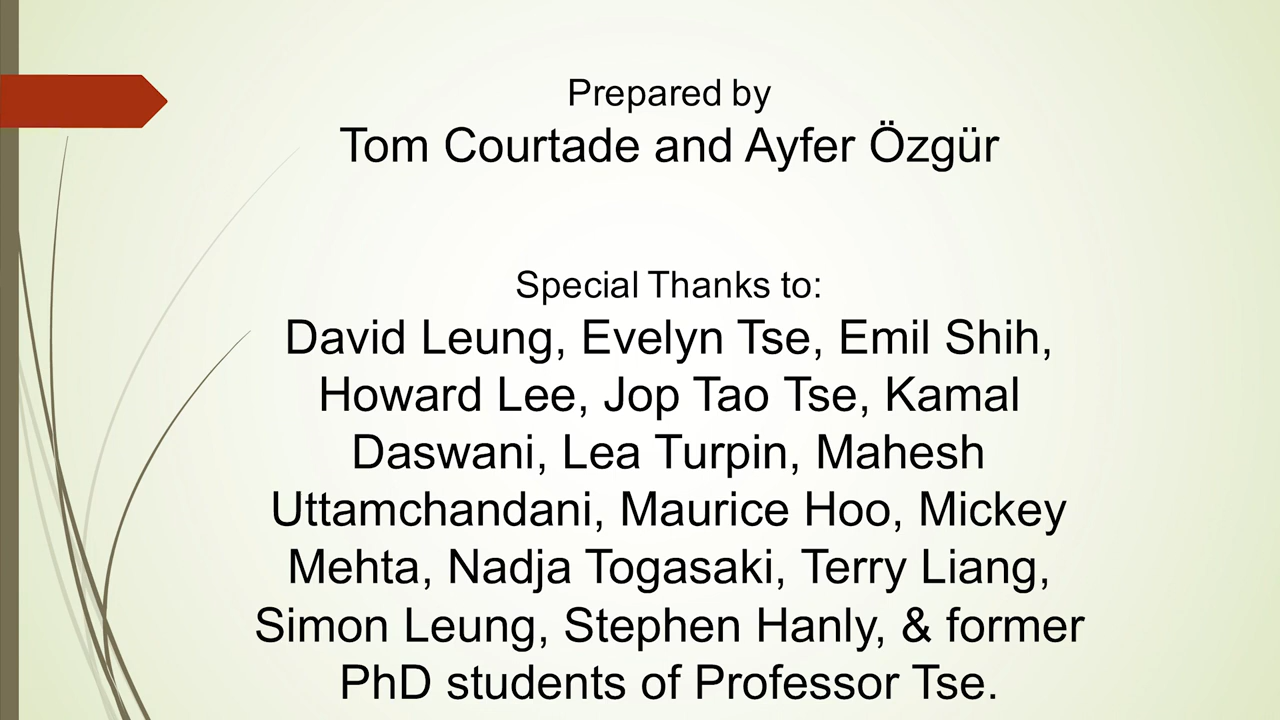 Prepared by
Tom Courtade and Ayfer Özgür
Special Thanks to:
David Leung, Evelyn Tse, Emil Shih,
Howard Lee, Jop Tao Tse, Kamal
Daswani, Lea Turpin, Mahesh
Uttamchandani, Maurice Hoo, Mickey
Mehta, Nadja Togasaki, Terry Liang,
Simon Leung, Stephen Hanly, & former
PhD students of Professor Tse.